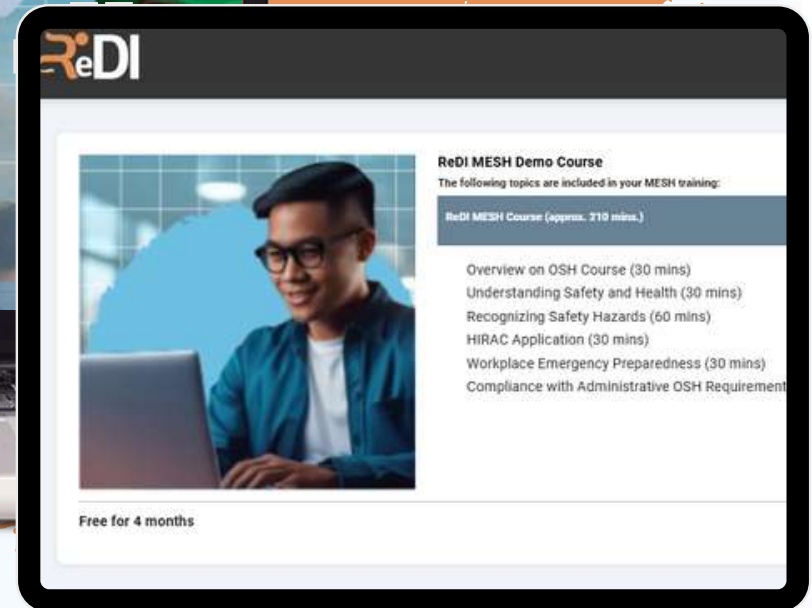 ReDI
ReDI MESH Demo Course
The following topics are included in your MESH training:
ReDI MESH Course (approx. 210 mins.)
Overview on OSH Course (30 mins)
Understanding Safety and Health (30 mins)
Recognizing Safety Hazards (60 mins)
HIRAC Application (30 mins)
Workplace Emergency Preparedness (30 mins)
Compliance with Administrative OSH Requirement
Free for 4 months